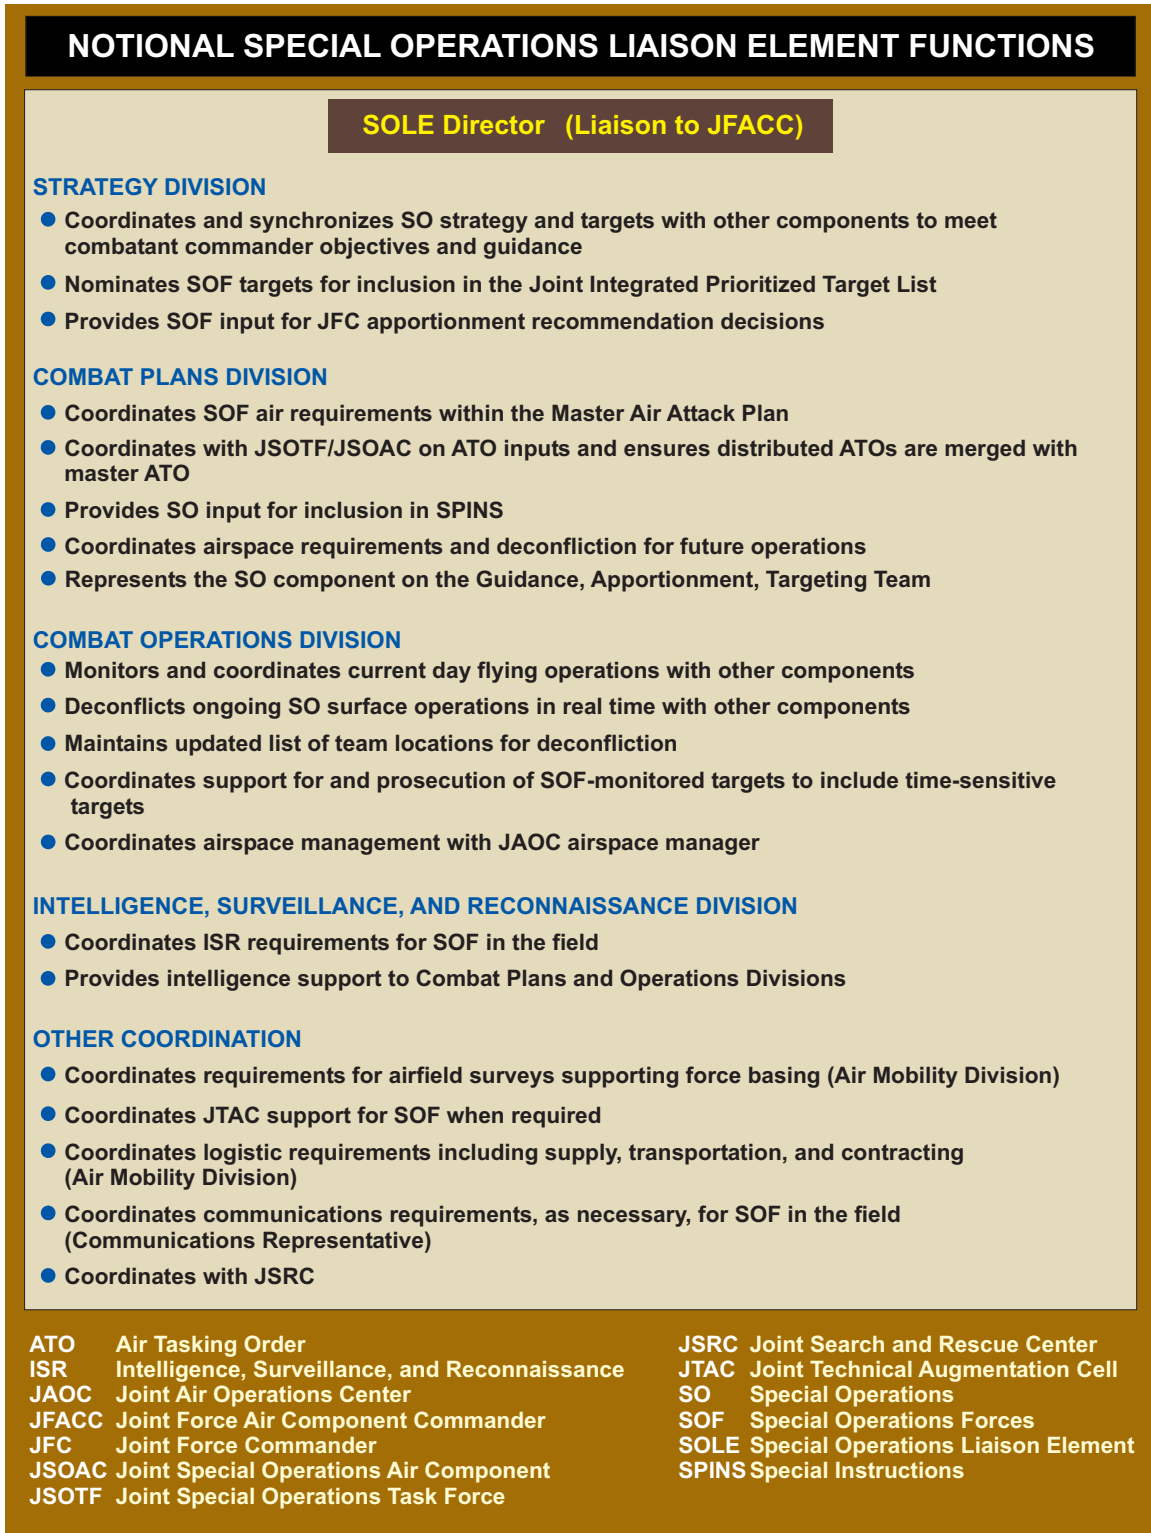 NOTIONAL SPECIAL OPERATIONS LIAISON ELEMENT FUNCTIONS
SOLE Director (Liaison to JFACC)
STRATEGY DIVISION
● Coordinates and synchronizes SO strategy and targets with other components to meet
combatant commander objectives and guidance
● Nominates SOF targets for inclusion in the Joint Integrated Prioritized Target List
● Provides SOF input for JFC apportionment recommendation decisions
COMBAT PLANS DIVISION
● Coordinates SOF air requirements within the Master Air Attack Plan
● Coordinates with JSOTF/JSOAC on ATO inputs and ensures distributed ATOs are merged with
master ATO
● Provides SO input for inclusion in SPINS
● Coordinates airspace requirements and deconfliction for future operations
● Represents the SO component on the Guidance, Apportionment, Targeting Team
COMBAT OPERATIONS DIVISION
● Monitors and coordinates current day flying operations with other components
● Deconflicts ongoing SO surface operations in real time with other components
● Maintains updated list of team locations for deconfliction
● Coordinates support for and prosecution of SOF-monitored targets to include time-sensitive
targets
● Coordinates airspace management with JAOC airspace manager
INTELLIGENCE, SURVEILLANCE, AND RECONNAISSANCE DIVISION
● Coordinates ISR requirements for SOF in the field
● Provides intelligence support to Combat Plans and Operations Divisions
OTHER COORDINATION
● Coordinates requirements for airfield surveys supporting force basing (Air Mobility Division)
● Coordinates JTAC support for SOF when required
● Coordinates logistic requirements including supply, transportation, and contracting
(Air Mobility Division)
● Coordinates communications requirements, as necessary, for SOF in the field
(Communications Representative)
● Coordinates with JSRC
ATO Air Tasking Order
ISR Intelligence, Surveillance, and Reconnaissance
JAOC Joint Air Operations Center
JFACC Joint Force Air Component Commander
JFC Joint Force Commander
JSOAC Joint Special Operations Air Component
JSOTF Joint Special Operations Task Force
JSRC Joint Search and Rescue Center
JTAC Joint Technical Augmentation Cell
SO Special Operations
SOF Special Operations Forces
SOLE Special Operations Liaison Element
SPINS Special Instructions